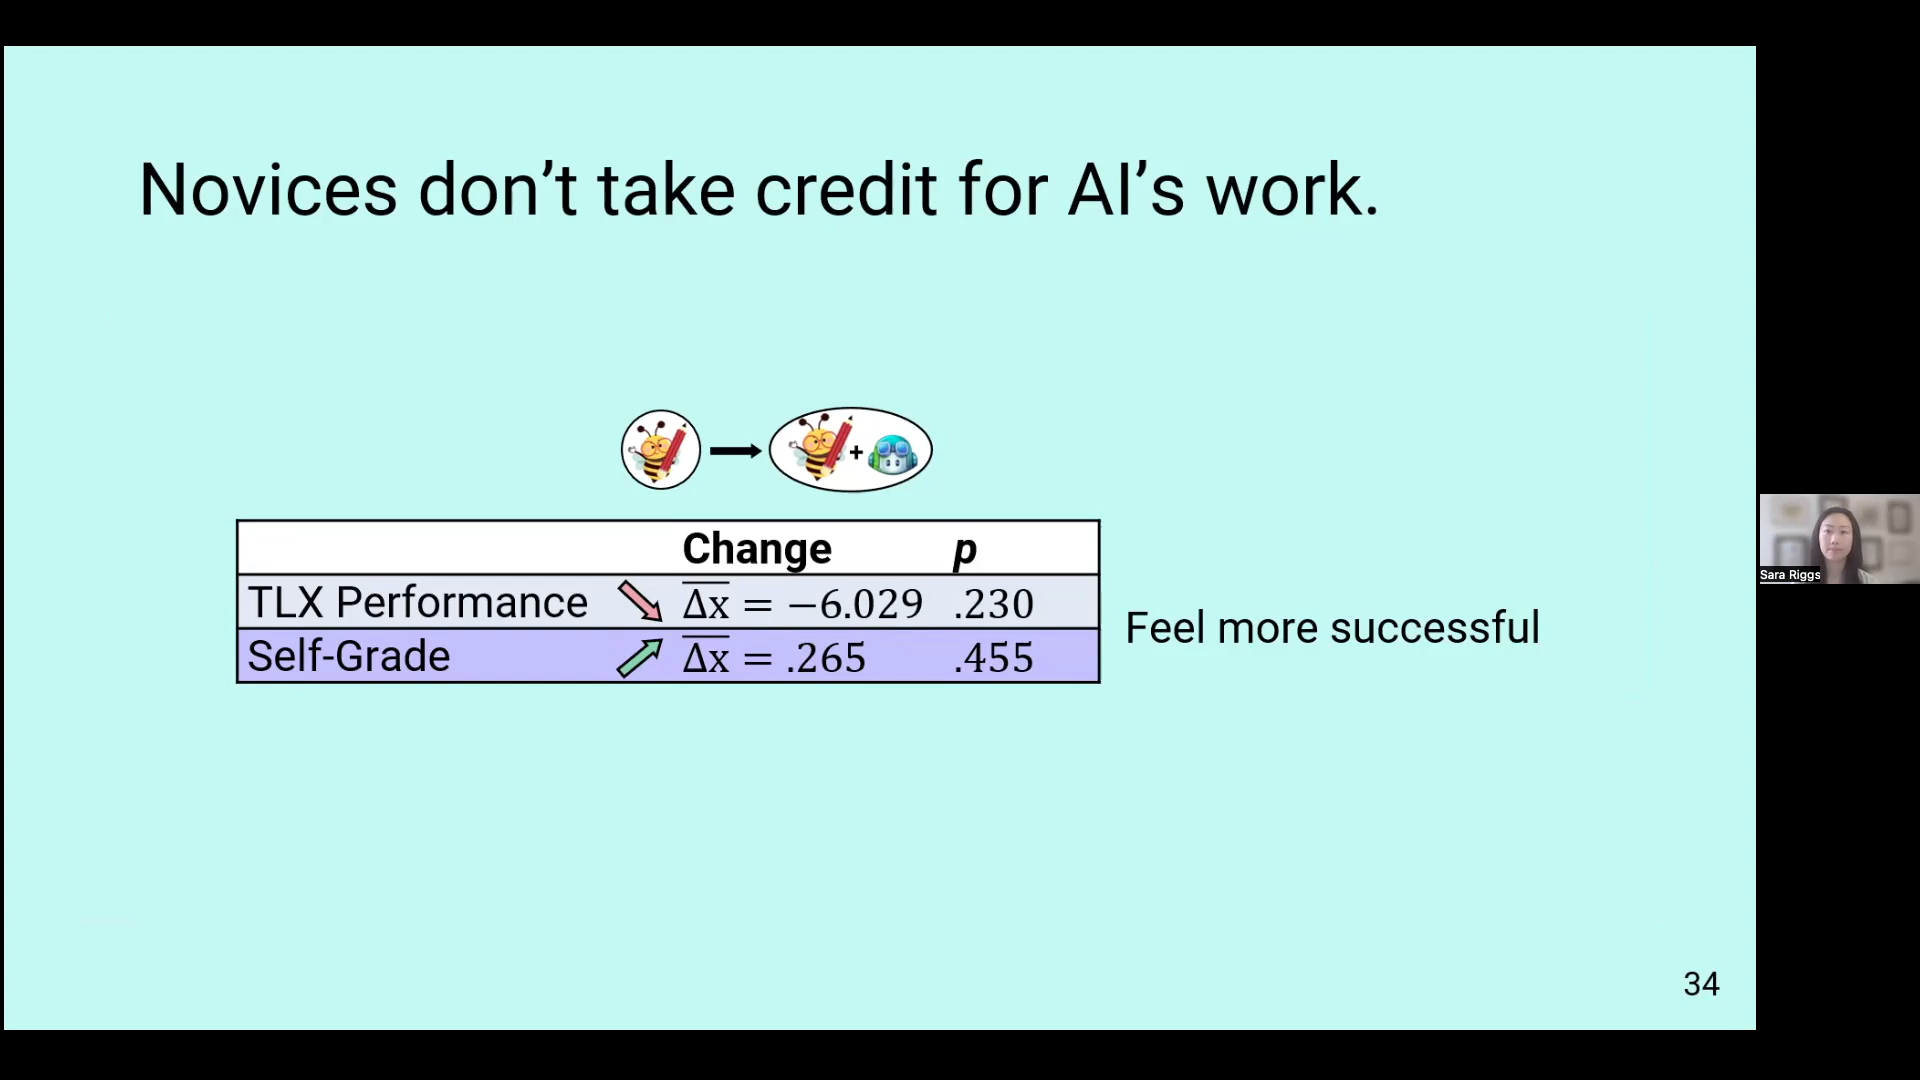 Novices don’t take credit for AI’s work.
+
Change p
TLX Performance Δx̅ = −6.029 .230
Self-Grade Δx̅ = .265 .455
Feel more successful
Sara Riggs
34